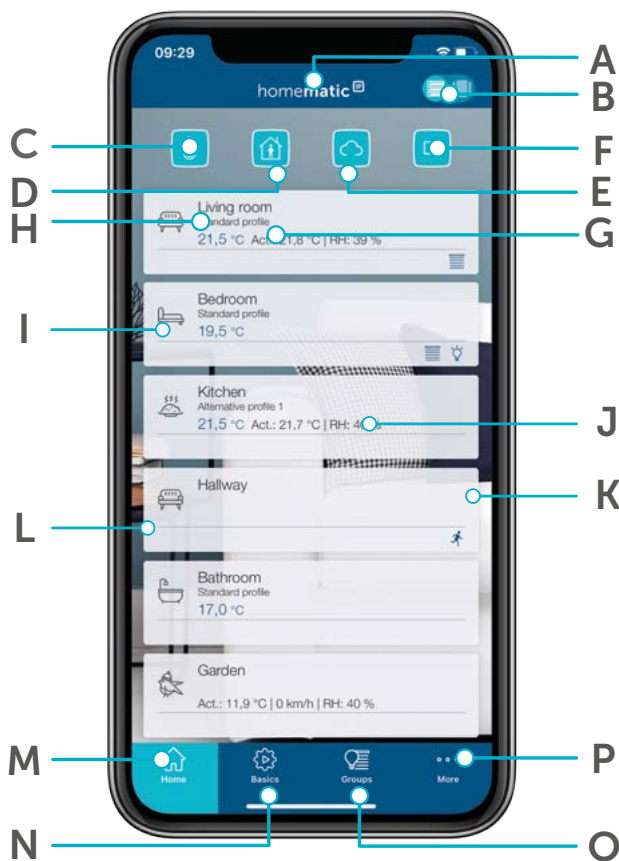 09:29
A
homematic IP
B
C
F
D
E
H
Living room
Standard profile
G
21,5 °C Act.: 21,8 °C | RH: 39 %
Bedroom
Standard profile
I
19,5 °C
Kitchen
Alternative profile 1
21,5 °C Act.: 21,7 °C | RH: %
J
Hallway
K
L
Bathroom
Standard profile
17,0 °C
Garden
Act.: 11,9 °C | 0 km/h | RH: 40 %
M
P
Home
Basics
Groups
More
N
O